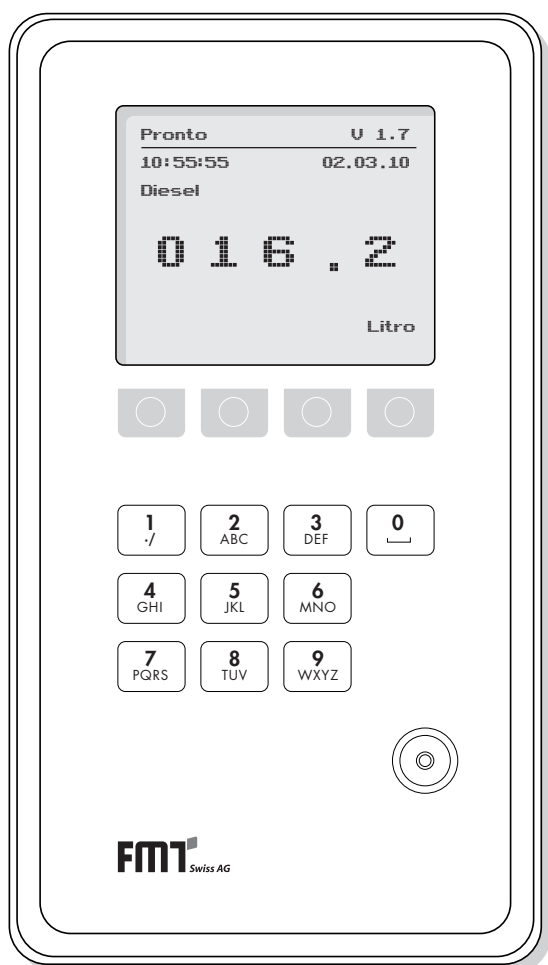 Pronto V 1.7
10:55:55 02.03.10
Diesel
016.2
Litro
1 2 3 0
./ ABC DEF
4 5 6
GHI JKL MNO
7 8 9
PQRS TUV WXYZ
FMT Swiss AG